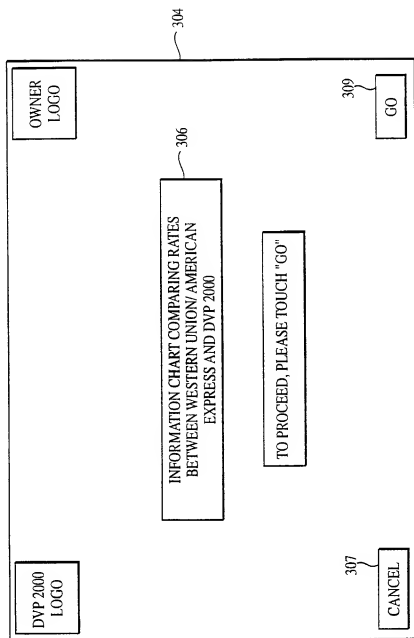 DVP 2000
LOGO
OWNER
LOGO
304
306
INFORMATION CHART COMPARING RATES
BETWEEN WESTERN UNION/ AMERICAN
EXPRESS AND DVP 2000
TO PROCEED, PLEASE TOUCH "GO"
307
CANCEL
309
GO